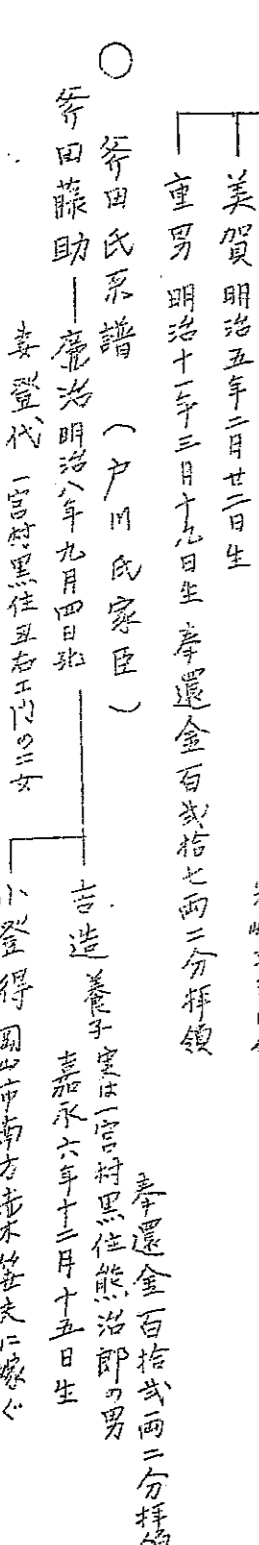 美賀 明治五年二月廿二日生
重男 明治十一年三月十九日生 奉還金百弐拾七両二分拝領
○ 斧田氏系譜 (戸川氏家臣)
斧田藤助 慶治 明治八年九月四日死
妻登代 一宮村黒住五右エ門の二女
奉還金百拾弐両二分拝領
吉造 養子 実は一宮村黒住熊治郎の男
嘉永六年十二月十五日生
小登得 岡山市南方赤木 に嫁ぐ